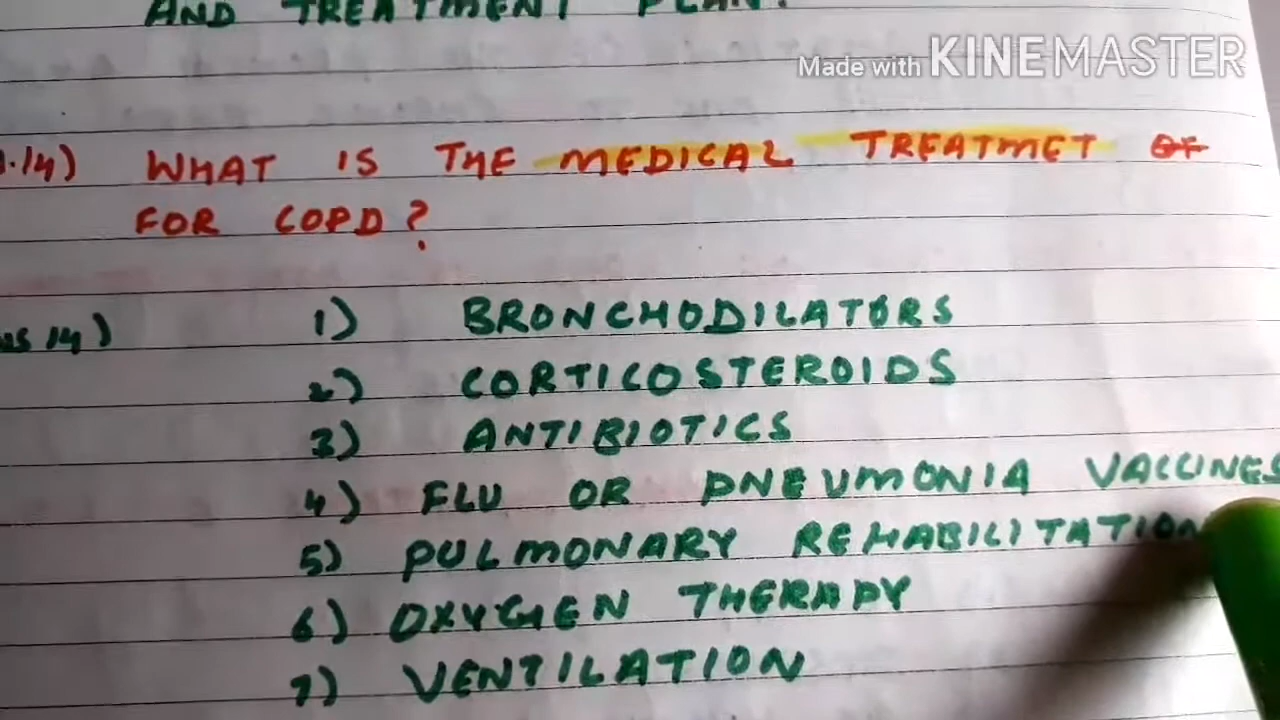 AND TREATMENT PLAN.
Made with KINEMASTER
.14) WHAT IS THE MEDICAL TREATMET OF
FOR COPD?
ns 14) 1) BRONCHODILATORS
2) CORTICOSTEROIDS
3) ANTIBIOTICS
4) FLU OR PNEUMONIA VACCINES
5) PULMONARY REHABILITATION
6) OXYGEN THERAPY
7) VENTILATION